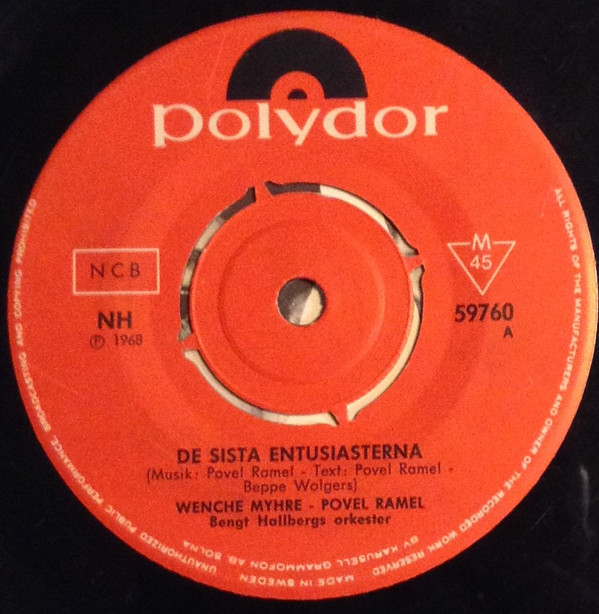 polydor
NCB
M
45
NH
℗ 1968
59760
A
DE SISTA ENTUSIASTERNA
(Musik: Povel Ramel - Text: Povel Ramel -
Beppe Wolgers)
WENCHE MYHRE - POVEL RAMEL
Bengt Hallbergs orkester
ALL RIGHTS OF THE MANUFACTURERS AND OWNER OF THE RECORDED WORK RESERVED
BY KARUSELL GRAMMOFON AB, SOLNA
MADE IN SWEDEN
UNAUTHORIZED PUBLIC PERFORMANCE, BROADCASTING AND COPYING PROHIBITED